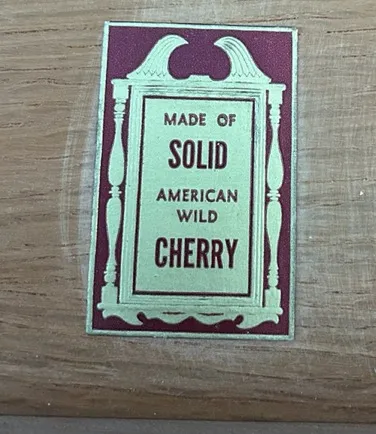 MADE OF
SOLID
AMERICAN
WILD
CHERRY